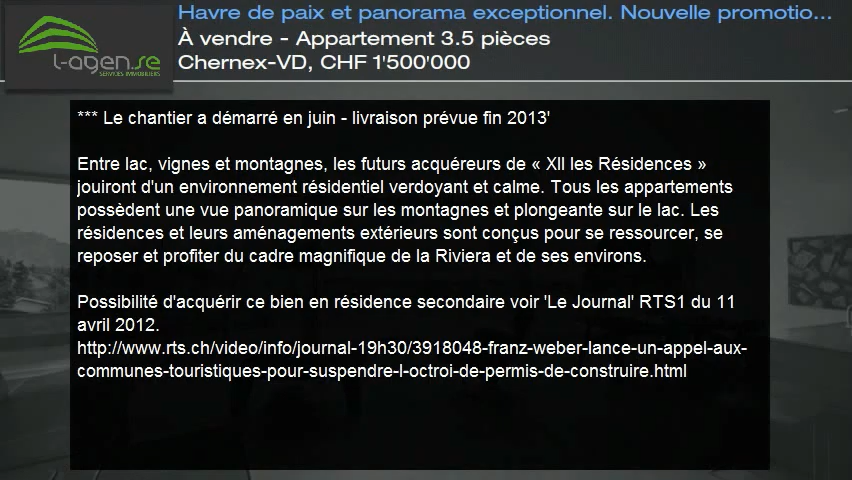 Havre de paix et panorama exceptionnel. Nouvelle promotio...
À vendre - Appartement 3.5 pièces
Chernex-VD, CHF 1'500'000
l-agen.se
SERVICES IMMOBILIERS
*** Le chantier a démarré en juin - livraison prévue fin 2013'
Entre lac, vignes et montagnes, les futurs acquéreurs de « XII les Résidences »
jouiront d'un environnement résidentiel verdoyant et calme. Tous les appartements
possèdent une vue panoramique sur les montagnes et plongeante sur le lac. Les
résidences et leurs aménagements extérieurs sont conçus pour se ressourcer, se
reposer et profiter du cadre magnifique de la Riviera et de ses environs.
Possibilité d'acquérir ce bien en résidence secondaire voir 'Le Journal' RTS1 du 11
avril 2012.
http://www.rts.ch/video/info/journal-19h30/3918048-franz-weber-lance-un-appel-aux-
communes-touristiques-pour-suspendre-l-octroi-de-permis-de-construire.html